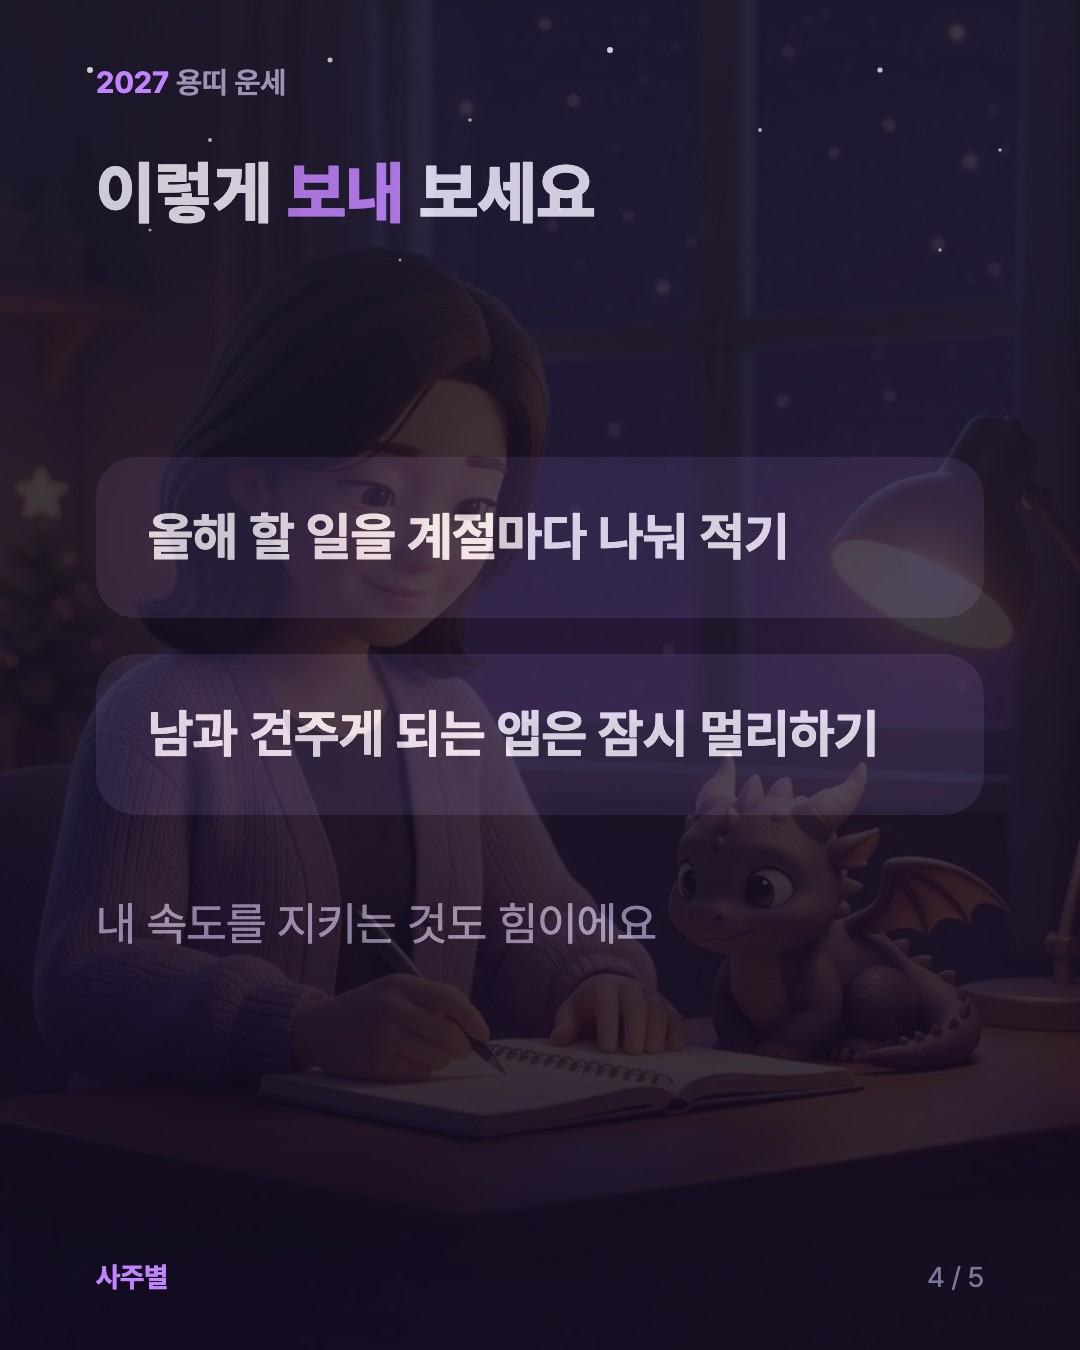 2027 용띠 운세
이렇게 보내 보세요
올해 할 일을 계절마다 나눠 적기
남과 견주게 되는 앱은 잠시 멀리하기
내 속도를 지키는 것도 힘이에요
사주별
4 / 5